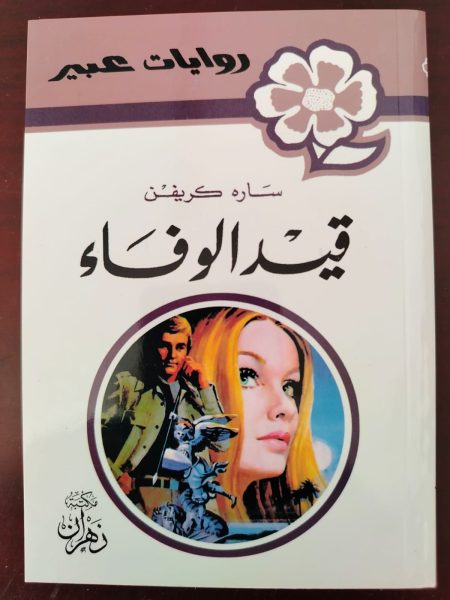 روايات عبير
ساره كريفن
قيد الوفاء
مكتبة
زهران